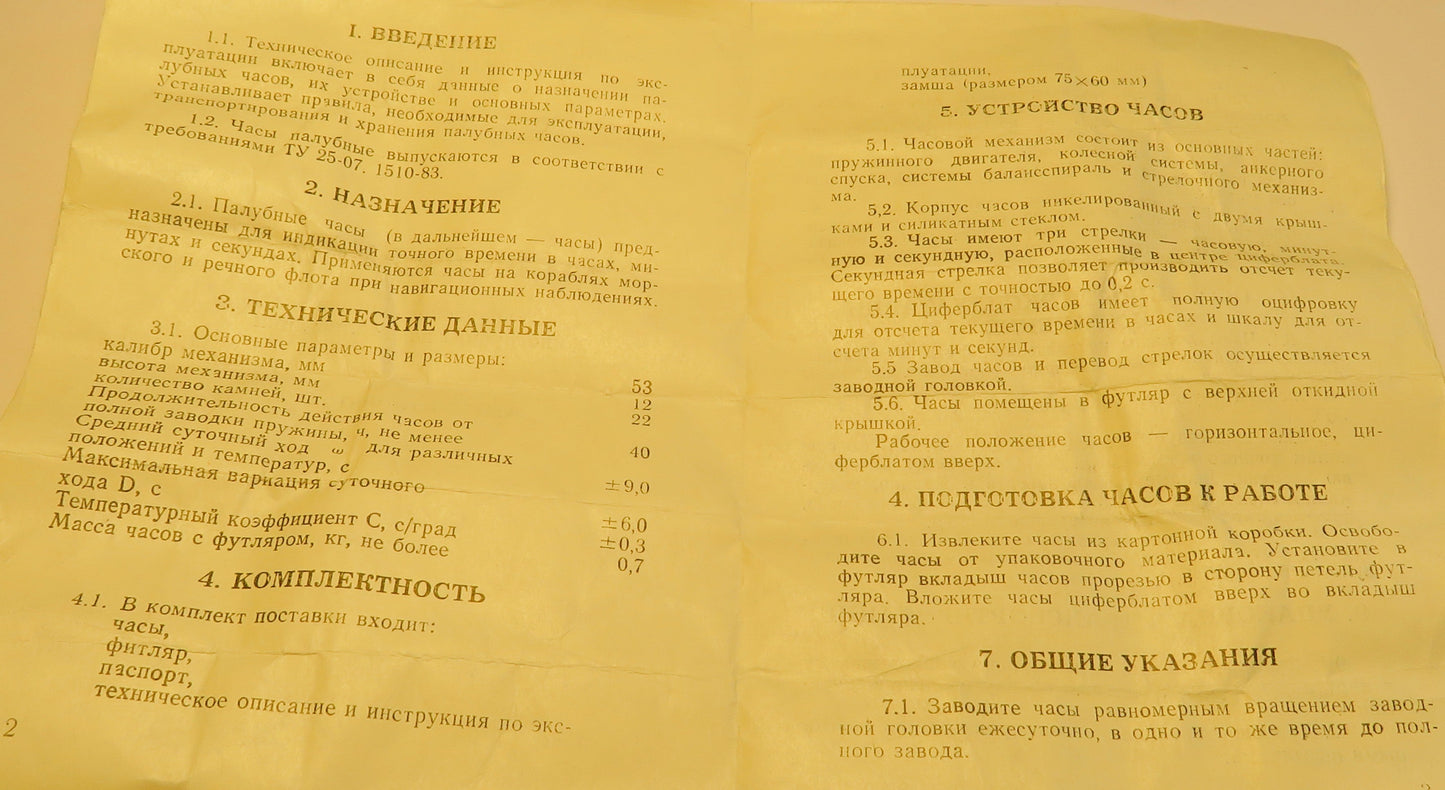 1. ВВЕДЕНИЕ
1.1. Техническое описание и инструкция по экс-
плуатации включает в себя данные о назначении па-
лубных часов, их устройстве и основных параметрах.
Устанавливает правила, необходимые для эксплуатации,
транспортирования и хранения палубных часов.
1.2. Часы палубные выпускаются в соответствии с
требованиями ТУ 25-07. 1510-83.
2. НАЗНАЧЕНИЕ
2.1. Палубные часы (в дальнейшем — часы) пред-
назначены для индикации точного времени в часах, ми-
нутах и секундах. Применяются часы на кораблях мор-
ского и речного флота при навигационных наблюдениях.
3. ТЕХНИЧЕСКИЕ ДАННЫЕ
3.1. Основные параметры и размеры:
калибр механизма, мм 53
высота механизма, мм 12
количество камней, шт. 22
Продолжительность действия часов от
полной заводки пружины, ч, не менее 40
Средний суточный ход ω для различных
положений и температур, с ±9,0
Максимальная вариация суточного
хода D, с ±6,0
Температурный коэффициент С, с/град ±0,3
Масса часов с футляром, кг, не более 0,7
4. КОМПЛЕКТНОСТЬ
4.1. В комплект поставки входит:
часы,
фитляр,
паспорт,
техническое описание и инструкция по экс-
2
плуатации,
замша (размером 75×60 мм)
5. УСТРОЙСТВО ЧАСОВ
5.1. Часовой механизм состоит из основных частей:
пружинного двигателя, колесной системы, анкерного
спуска, системы балансспираль и стрелочного механиз-
ма.
5,2. Корпус часов никелированный с двумя крыш-
ками и силикатным стеклом.
5.3. Часы имеют три стрелки — часовую, минут-
ную и секундную, расположенные в центре циферблата.
Секундная стрелка позволяет производить отсчет теку-
щего времени с точностью до 0,2 с.
5.4. Циферблат часов имеет полную оцифровку
для отсчета текущего времени в часах и шкалу для от-
счета минут и секунд.
5.5 Завод часов и перевод стрелок осуществляется
заводной головкой.
5.6. Часы помещены в футляр с верхней откидной
крышкой.
Рабочее положение часов — горизонтальное, ци-
ферблатом вверх.
4. ПОДГОТОВКА ЧАСОВ К РАБОТЕ
6.1. Извлеките часы из картонной коробки. Освобо-
дите часы от упаковочного материала. Установите в
футляр вкладыш часов прорезью в сторону петель фут-
ляра. Вложите часы циферблатом вверх во вкладыш
футляра.
7. ОБЩИЕ УКАЗАНИЯ
7.1. Заводите часы равномерным вращением завод-
ной головки ежесуточно, в одно и то же время до пол-
ного завода.